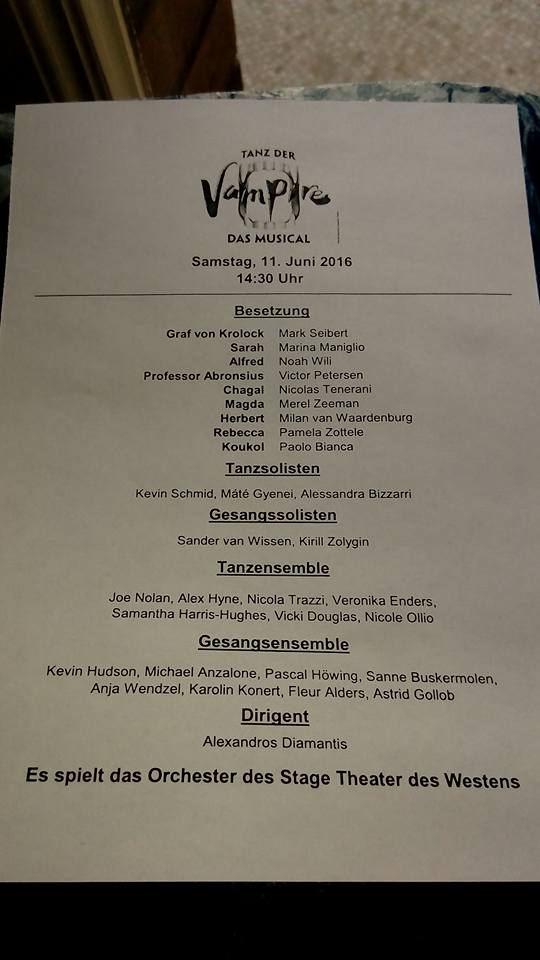 TANZ DER
Vampire
DAS MUSICAL
Samstag, 11. Juni 2016
14:30 Uhr
Besetzung
Graf von Krolock Mark Seibert
Sarah Marina Maniglio
Alfred Noah Wili
Professor Abronsius Victor Petersen
Chagal Nicolas Tenerani
Magda Merel Zeeman
Herbert Milan van Waardenburg
Rebecca Pamela Zottele
Koukol Paolo Bianca
Tanzsolisten
Kevin Schmid, Máté Gyenei, Alessandra Bizzarri
Gesangssolisten
Sander van Wissen, Kirill Zolygin
Tanzensemble
Joe Nolan, Alex Hyne, Nicola Trazzi, Veronika Enders,
Samantha Harris-Hughes, Vicki Douglas, Nicole Ollio
Gesangsensemble
Kevin Hudson, Michael Anzalone, Pascal Höwing, Sanne Buskermolen,
Anja Wendzel, Karolin Konert, Fleur Alders, Astrid Gollob
Dirigent
Alexandros Diamantis
Es spielt das Orchester des Stage Theater des Westens